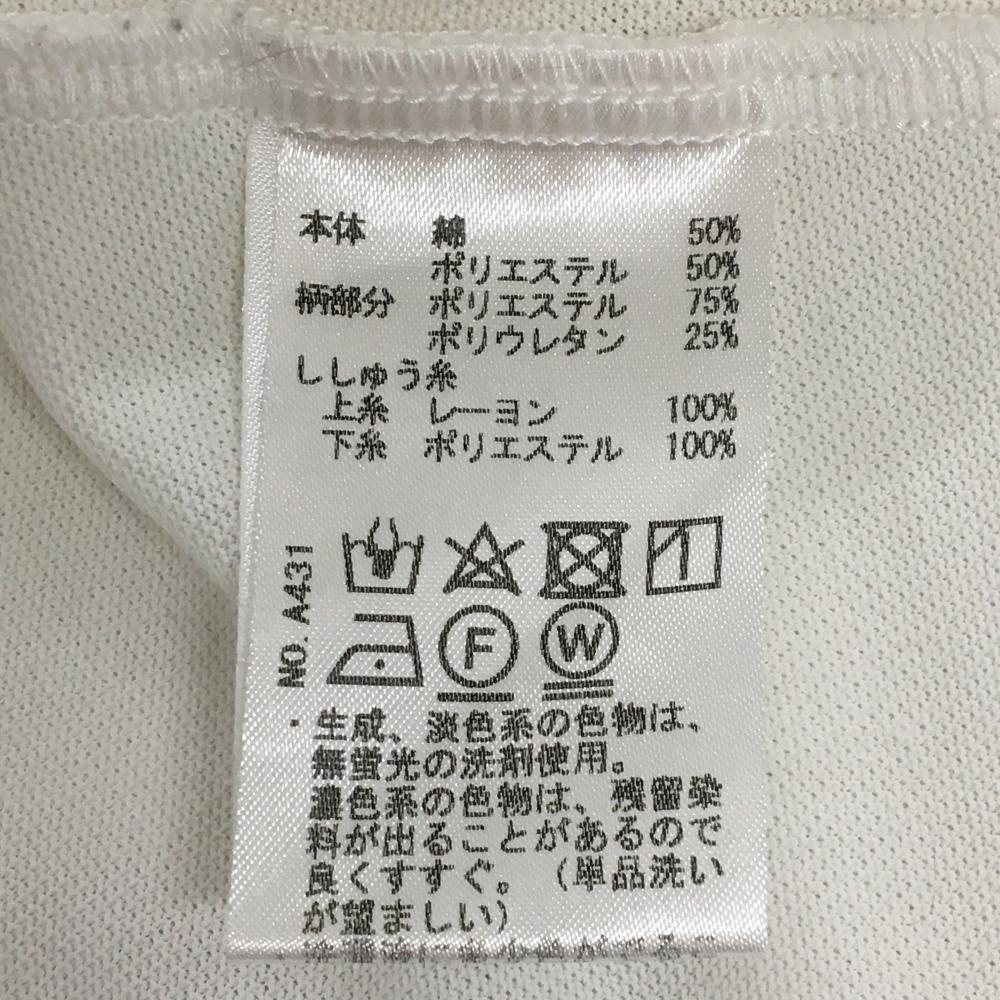 本体 綿 50%
ポリエステル 50%
柄部分 ポリエステル 75%
ポリウレタン 25%
ししゅう糸
上糸 レーヨン 100%
下糸 ポリエステル 100%
NO. A431
F W
・生成、淡色系の色物は、
無蛍光の洗剤使用。
濃色系の色物は、残留染
料が出ることがあるので
良くすすぐ。（単品洗い
が望ましい）